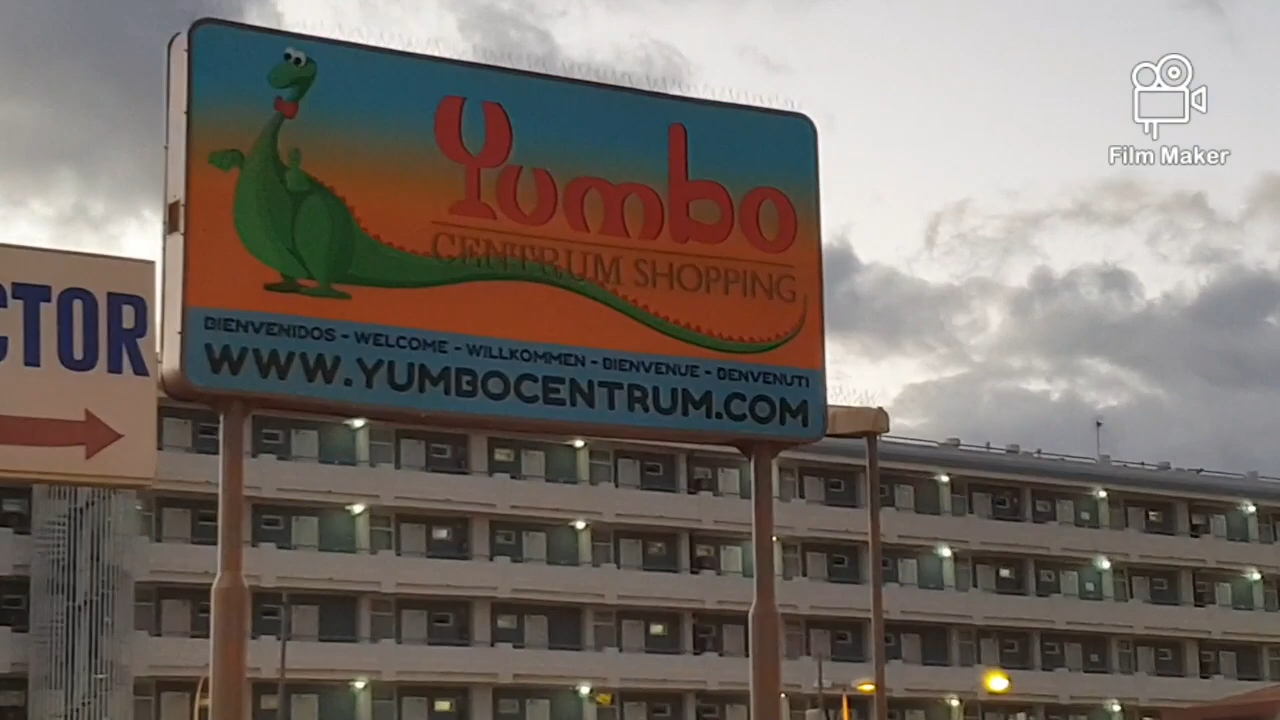 Yumbo
CENTRUM SHOPPING
BIENVENIDOS - WELCOME - WILLKOMMEN - BIENVENUE - BENVENUTI
WWW.YUMBOCENTRUM.COM
CTOR
Film Maker